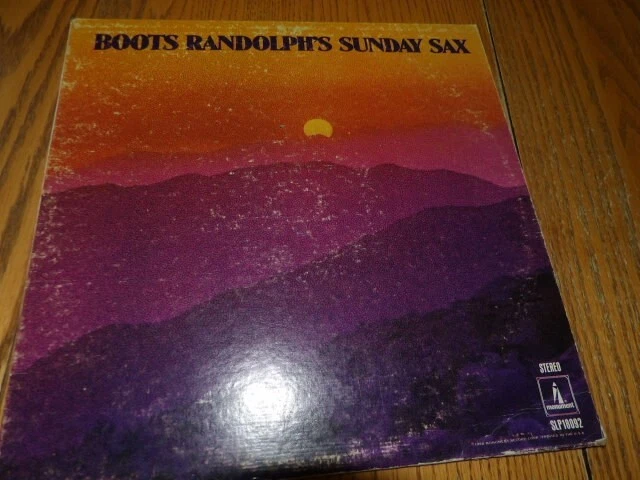 BOOTS RANDOLPH'S SUNDAY SAX
STEREO
monument
SLP18092